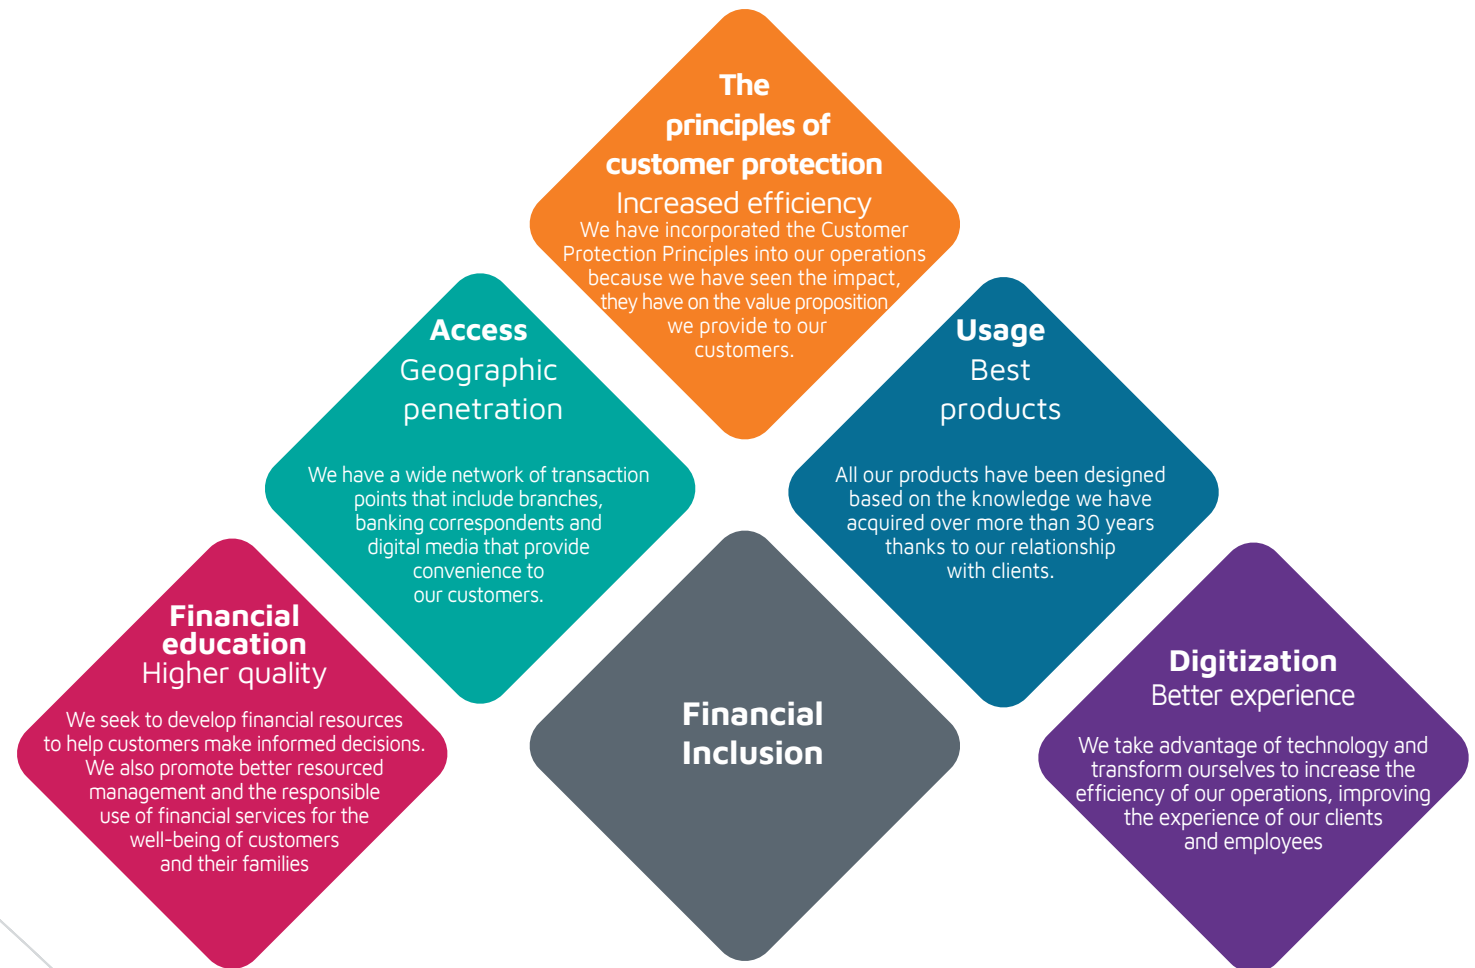 The
principles of
customer protection
Increased efficiency
We have incorporated the Customer
Protection Principles into our operations
because we have seen the impact,
they have on the value proposition
we provide to our
customers.
Access
Geographic
penetration
We have a wide network of transaction
points that include branches,
banking correspondents and
digital media that provide
convenience to
our customers.
Usage
Best
products
All our products have been designed
based on the knowledge we have
acquired over more than 30 years
thanks to our relationship
with clients.
Financial
education
Higher quality
We seek to develop financial resources
to help customers make informed decisions.
We also promote better resourced
management and the responsible
use of financial services for the
well-being of customers
and their families
Financial
Inclusion
Digitization
Better experience
We take advantage of technology and
transform ourselves to increase the
efficiency of our operations, improving
the experience of our clients
and employees